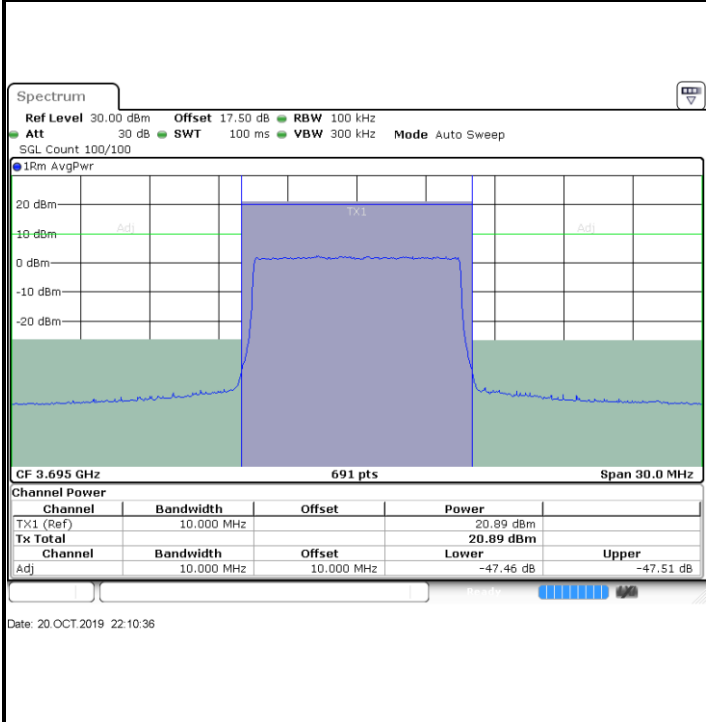 Spectrum
Ref Level 30.00 dBm Offset 17.50 dB RBW 100 kHz
Att 30 dB SWT 100 ms VBW 300 kHz Mode Auto Sweep
SGL Count 100/100
1Rm AvgPwr
20 dBm
TX1
Adj Adj
10 dBm
0 dBm
-10 dBm
-20 dBm
CF 3.695 GHz 691 pts Span 30.0 MHz
Channel Power
Channel Bandwidth Offset Power
TX1 (Ref) 10.000 MHz 20.89 dBm
Tx Total 20.89 dBm
Channel Bandwidth Offset Lower Upper
Adj 10.000 MHz 10.000 MHz -47.46 dB -47.51 dB
Ready
Date: 20.OCT.2019 22:10:36